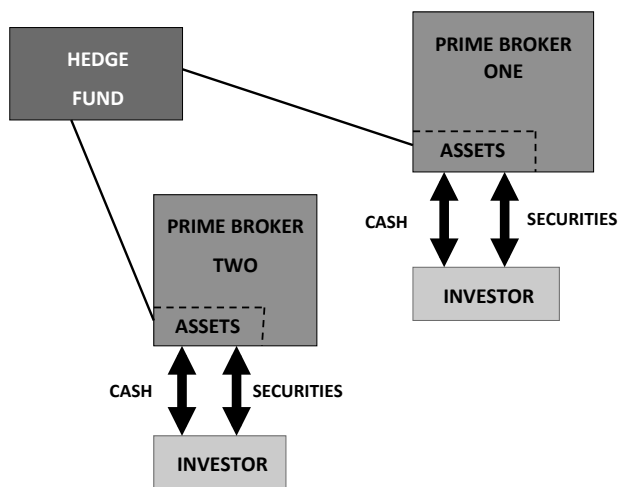 HEDGE
FUND
PRIME BROKER
ONE
ASSETS
CASH
SECURITIES
INVESTOR
PRIME BROKER
TWO
ASSETS
CASH
SECURITIES
INVESTOR